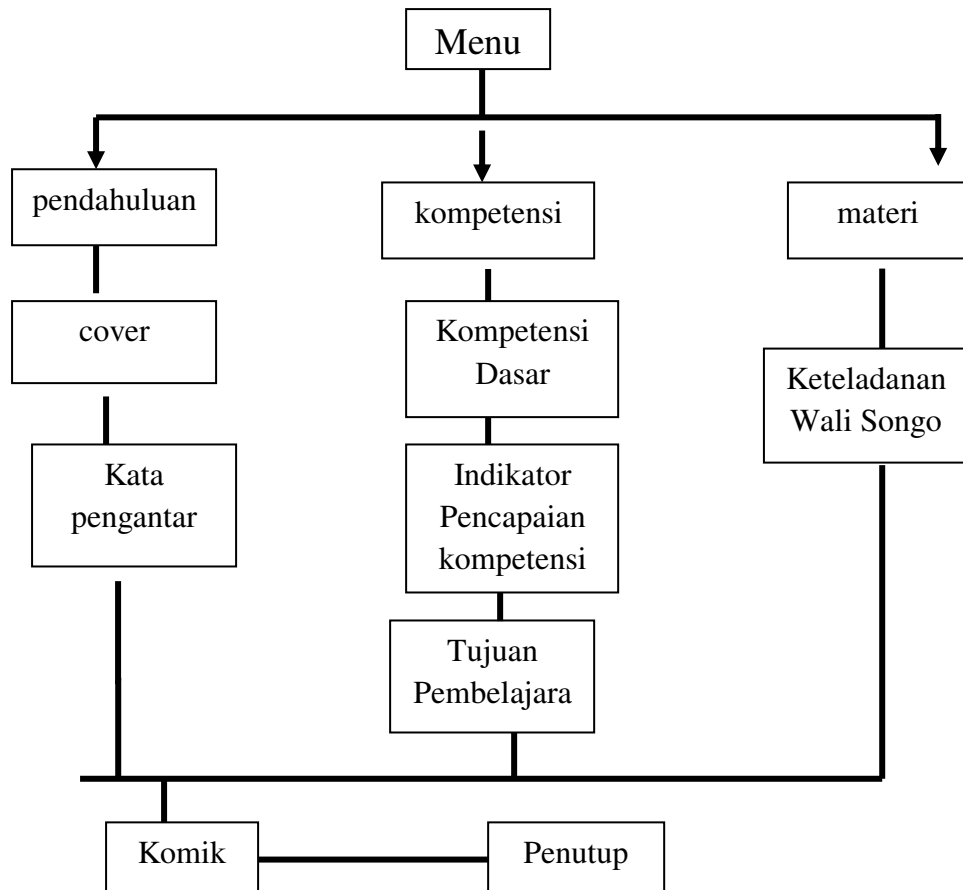 Menu
pendahuluan
kompetensi
materi
cover
Kompetensi
Dasar
Keteladanan
Wali Songo
Kata
pengantar
Indikator
Pencapaian
kompetensi
Tujuan
Pembelajara
Komik
Penutup